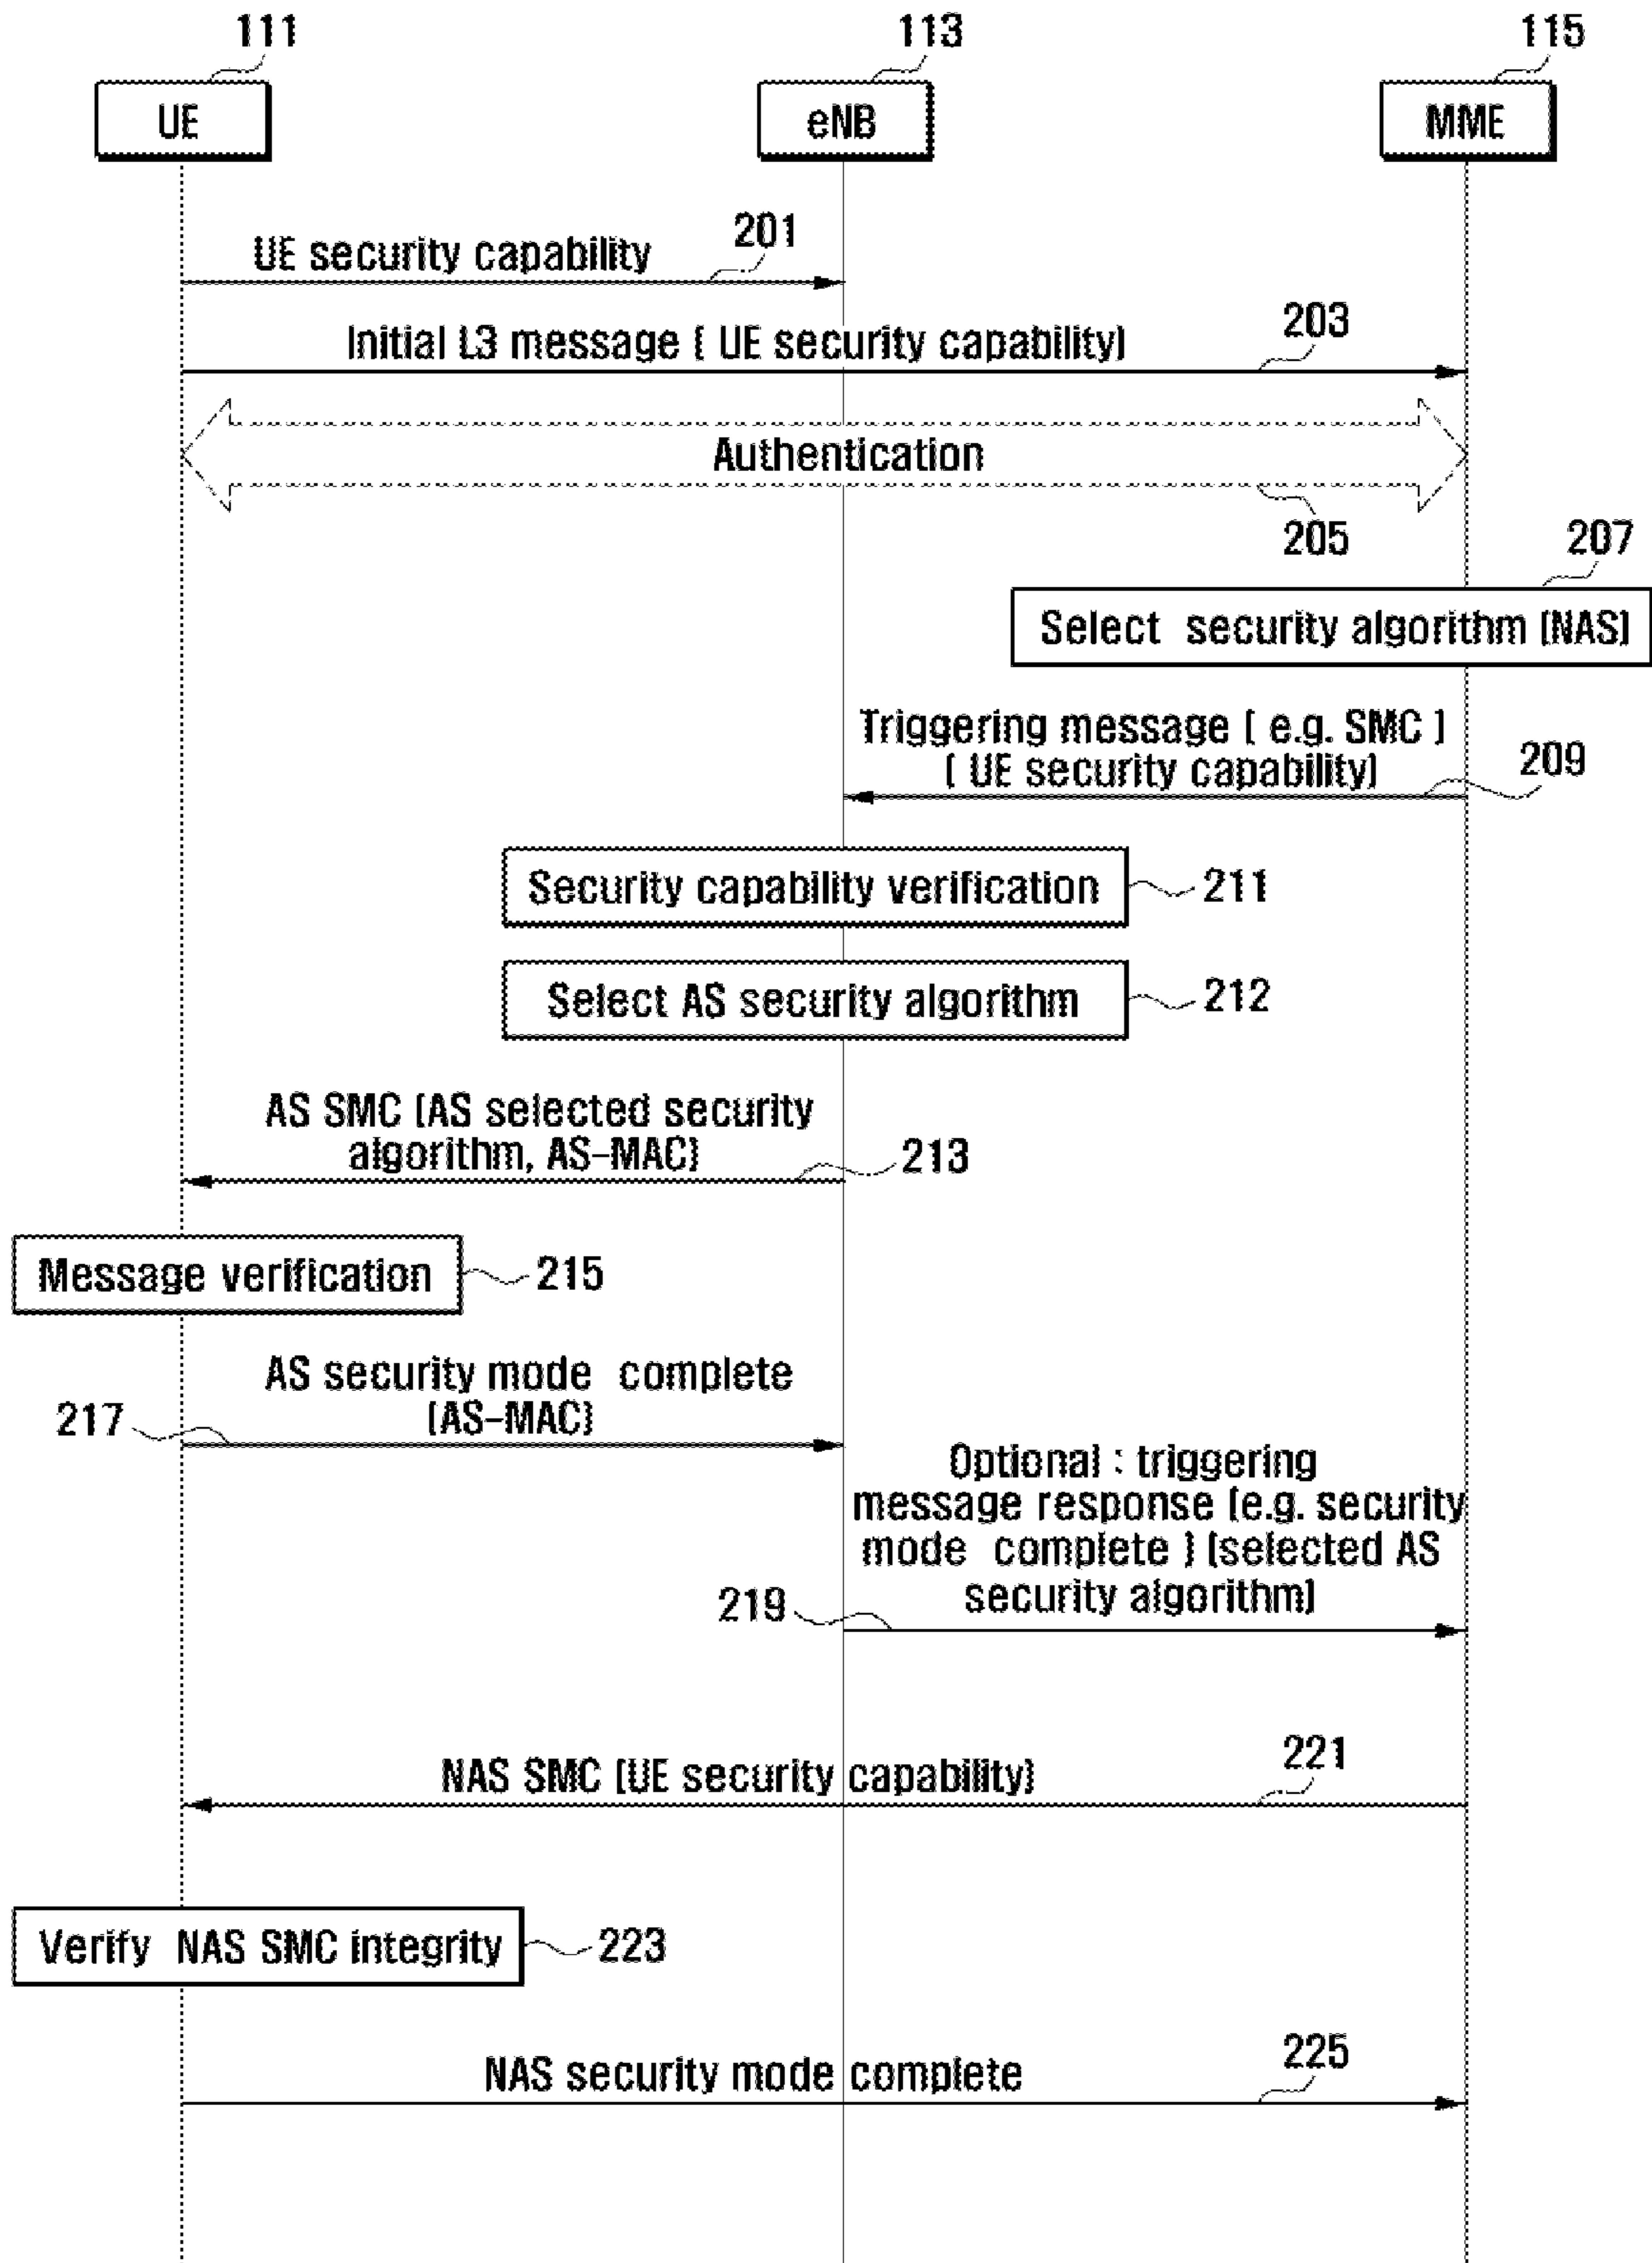 111
113
115
UE
eNB
MME
201
UE security capability
203
Initial L3 message ( UE security capability)
Authentication
205
207
Select security algorithm (NAS)
Triggering message ( e.g. SMC )
( UE security capability)
209
Security capability verification
211
Select AS security algorithm
212
AS SMC (AS selected security
algorithm, AS-MAC)
213
Message verification
215
AS security mode complete
(AS-MAC)
217
Optional : triggering
message response (e.g. security
mode complete ) (selected AS
security algorithm)
219
221
NAS SMC (UE security capability)
Verify NAS SMC integrity
223
225
NAS security mode complete